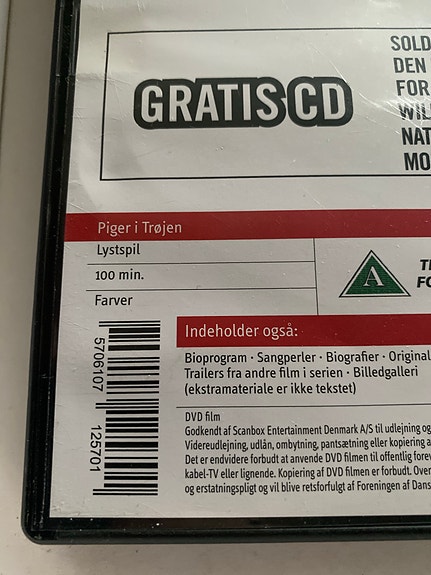 GRATIS CD
SOLD
DEN
FOR
WIL
NAT
MO
Piger i Trøjen
Lystspil
100 min.
Farver
A
FO
5706107
125701
Indeholder også:
Bioprogram · Sangperler · Biografier · Original
Trailers fra andre film i serien · Billedgalleri
(ekstramateriale er ikke tekstet)
DVD film
Godkendt af Scanbox Entertainment Denmark A/S til udlejning og
Videreudlejning, udlån, ombytning, pantsætning eller kopiering a
Det er endvidere forbudt at anvende DVD filmen til offentlig forev
kabel-TV eller lignende. Kopiering af DVD filmen er forbudt. Over
og erstatningspligt og vil blive retsforfulgt af Foreningen af Dans